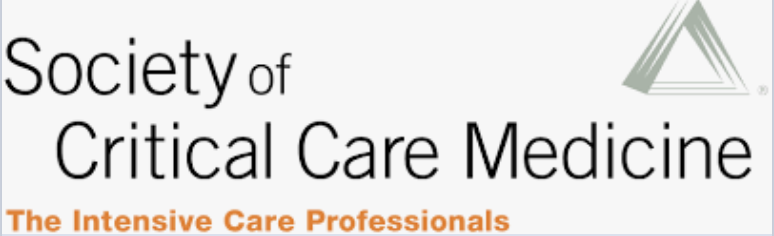 Society of
Critical Care Medicine
The Intensive Care Professionals
®